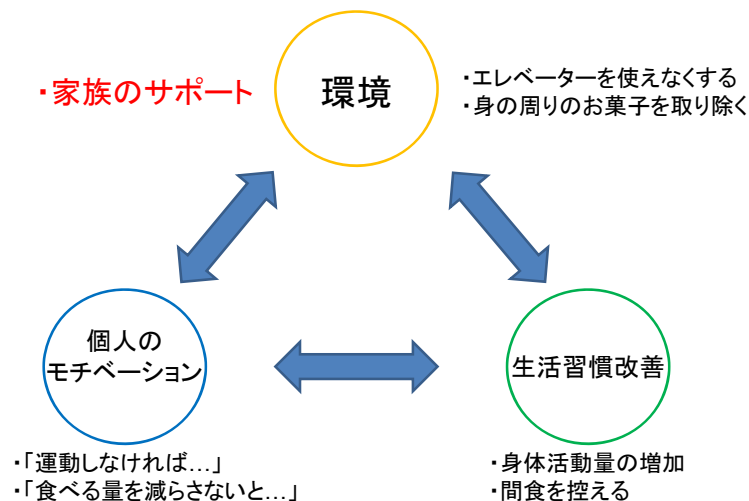 ・家族のサポート
環境
・エレベーターを使えなくする
・身の周りのお菓子を取り除く
個人の
モチベーション
生活習慣改善
・「運動しなければ…」
・「食べる量を減らさないと…」
・身体活動量の増加
・間食を控える